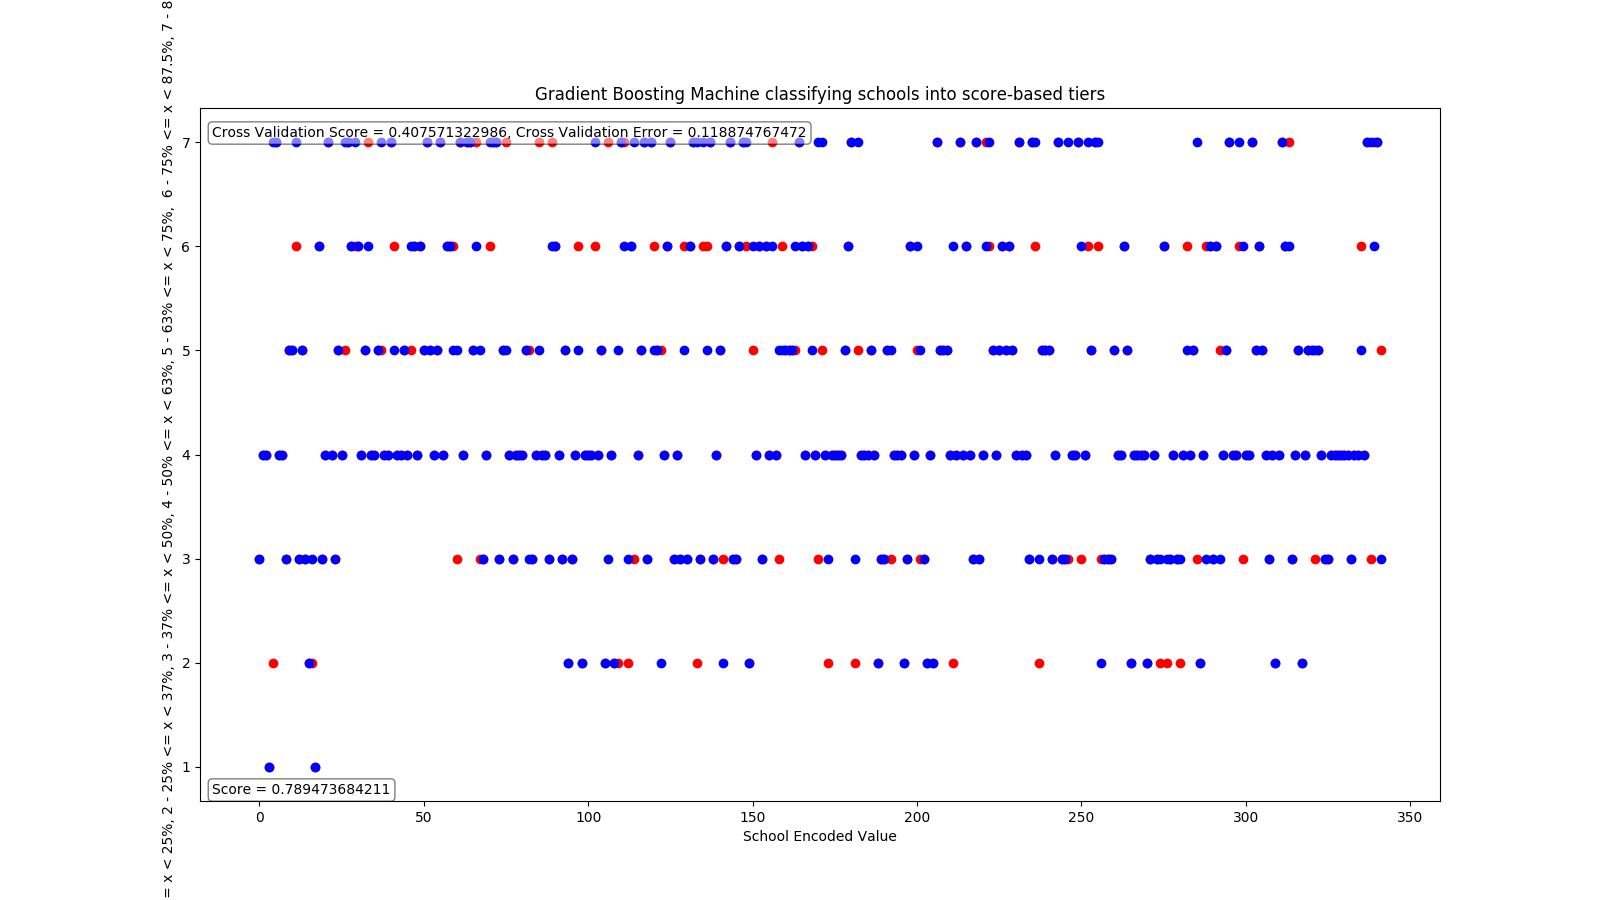 Gradient Boosting Machine classifying schools into score-based tiers
Cross Validation Score = 0.407571322986, Cross Validation Error = 0.118874767472
= x < 25%, 2 - 25% <= x < 37%, 3 - 37% <= x < 50%, 4 - 50% <= x < 63%, 5 - 63% <= x < 75%,  6 - 75% <= x < 87.5%, 7 - 8
7
6
5
4
3
2
1
Score = 0.789473684211
0 50 100 150 200 250 300 350
School Encoded Value